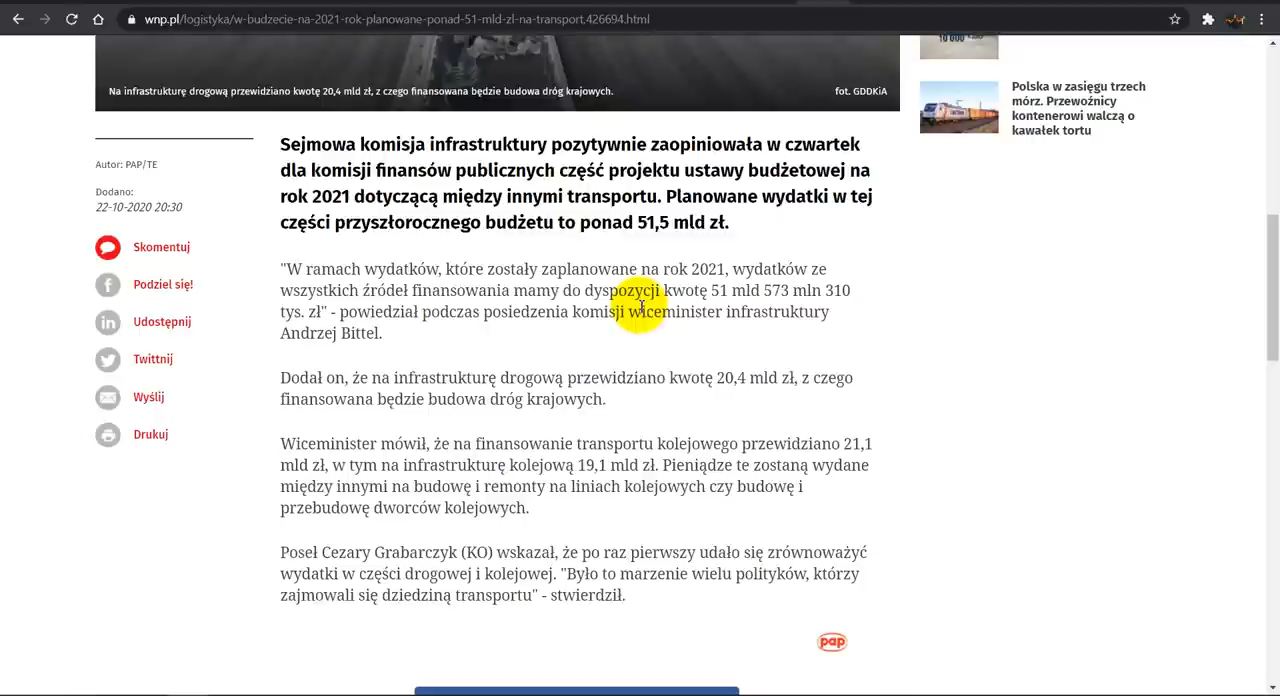 wnp.pl/logistyka/w-budzecie-na-2021-rok-planowane-ponad-51-mld-zl-na-transport,426694.html
10 000
Na infrastrukturę drogową przewidziano kwotę 20,4 mld zł, z czego finansowana będzie budowa dróg krajowych.
fot. GDDKiA
Polska w zasięgu trzech
mórz. Przewoźnicy
kontenerowi walczą o
kawałek tortu
Autor: PAP/TE
Dodano:
22-10-2020 20:30
Skomentuj
Podziel się!
Udostępnij
Twittnij
Wyślij
Drukuj
Sejmowa komisja infrastruktury pozytywnie zaopiniowała w czwartek
dla komisji finansów publicznych część projektu ustawy budżetowej na
rok 2021 dotyczącą między innymi transportu. Planowane wydatki w tej
części przyszłorocznego budżetu to ponad 51,5 mld zł.
"W ramach wydatków, które zostały zaplanowane na rok 2021, wydatków ze
wszystkich źródeł finansowania mamy do dyspozycji kwotę 51 mld 573 mln 310
tys. zł" - powiedział podczas posiedzenia komisji wiceminister infrastruktury
Andrzej Bittel.
Dodał on, że na infrastrukturę drogową przewidziano kwotę 20,4 mld zł, z czego
finansowana będzie budowa dróg krajowych.
Wiceminister mówił, że na finansowanie transportu kolejowego przewidziano 21,1
mld zł, w tym na infrastrukturę kolejową 19,1 mld zł. Pieniądze te zostaną wydane
między innymi na budowę i remonty na liniach kolejowych czy budowę i
przebudowę dworców kolejowych.
Poseł Cezary Grabarczyk (KO) wskazał, że po raz pierwszy udało się zrównoważyć
wydatki w części drogowej i kolejowej. "Było to marzenie wielu polityków, którzy
zajmowali się dziedziną transportu" - stwierdził.
pap